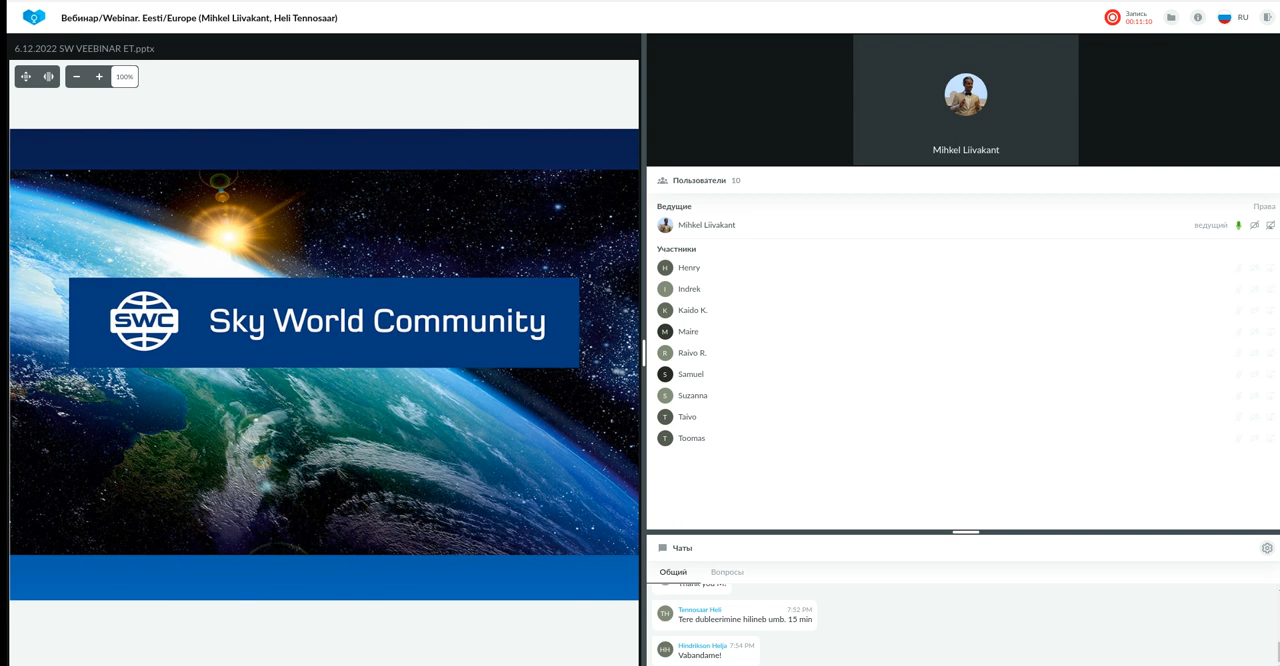 Вебинар/Webinar. Eesti/Europe (Mihkel Liivakant, Heli Tennosaar)
Запись
00:11:10
RU
6.12.2022 SW VEEBINAR ET.pptx
100%
SWC Sky World Community
Mihkel Liivakant
Пользователи 10
Ведущие Права
Mihkel Liivakant ведущий
Участники
H Henry
I Indrek
K Kaido K.
M Maire
R Raivo R.
S Samuel
S Suzanna
T Taivo
T Toomas
Чаты
Общий Вопросы
Thank you M!
TH Tennosaar Heli 7:52 PM
Tere dubleerimine hilineb umb. 15 min
HH Hindrikson Helja 7:54 PM
Vabandame!